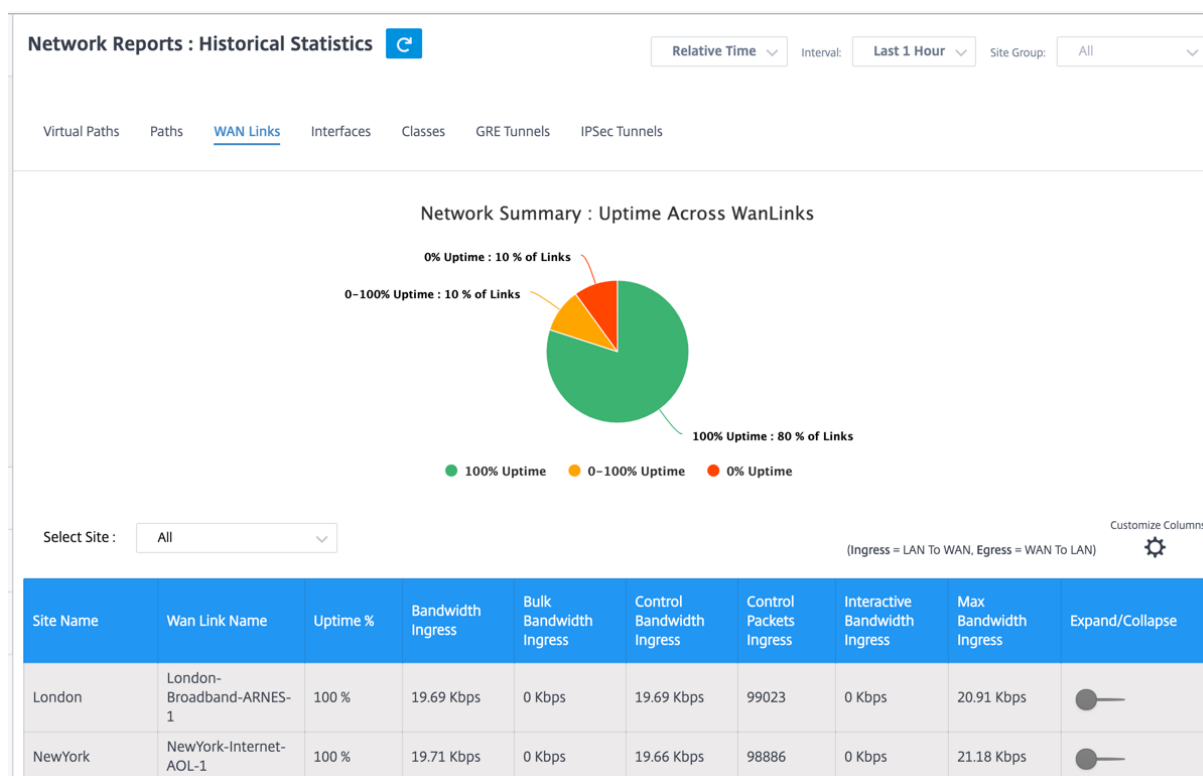 Network Reports : Historical Statistics
Relative Time
Interval:
Last 1 Hour
Site Group:
All
Virtual Paths
Paths
WAN Links
Interfaces
Classes
GRE Tunnels
IPSec Tunnels
Network Summary : Uptime Across WanLinks
0% Uptime : 10 % of Links
0-100% Uptime : 10 % of Links
100% Uptime : 80 % of Links
100% Uptime
0-100% Uptime
0% Uptime
Select Site :
All
Customize Columns
(Ingress = LAN To WAN, Egress = WAN To LAN)
Site Name
Wan Link Name
Uptime %
Bandwidth
Ingress
Bulk
Bandwidth
Ingress
Control
Bandwidth
Ingress
Control
Packets
Ingress
Interactive
Bandwidth
Ingress
Max
Bandwidth
Ingress
Expand/Collapse
London
London-
Broadband-ARNES-
1
100 %
19.69 Kbps
0 Kbps
19.69 Kbps
99023
0 Kbps
20.91 Kbps
NewYork
NewYork-Internet-
AOL-1
100 %
19.71 Kbps
0 Kbps
19.66 Kbps
98886
0 Kbps
21.18 Kbps